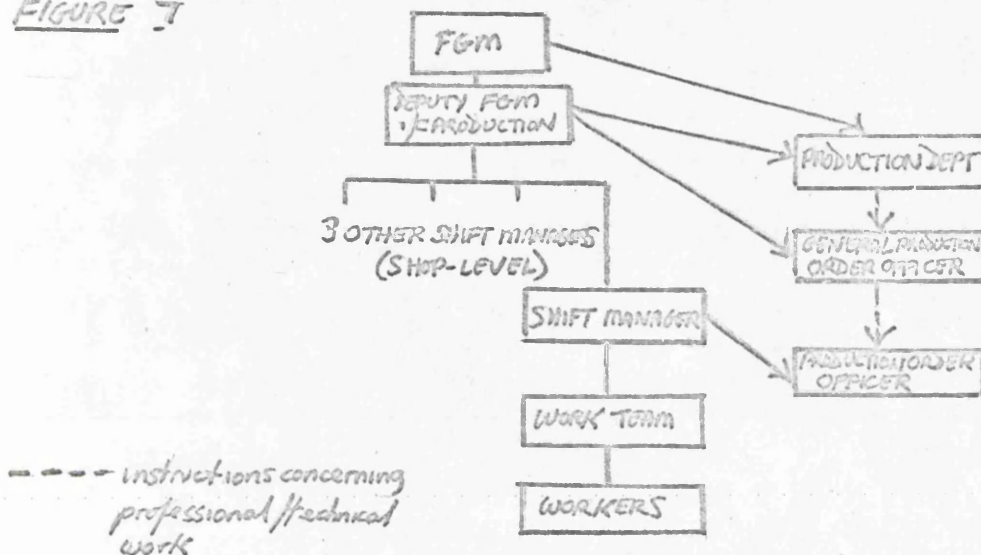 FIGURE 7
FGM
DEPUTY FGM
i/c PRODUCTION
PRODUCTION DEPT
3 OTHER SHIFT MANAGERS
(SHOP-LEVEL)
GENERAL PRODUCTION
ORDER OFFICER
SHIFT MANAGER
PRODUCTION ORDER
OFFICER
WORK TEAM
WORKERS
instructions concerning
professional/technical
work